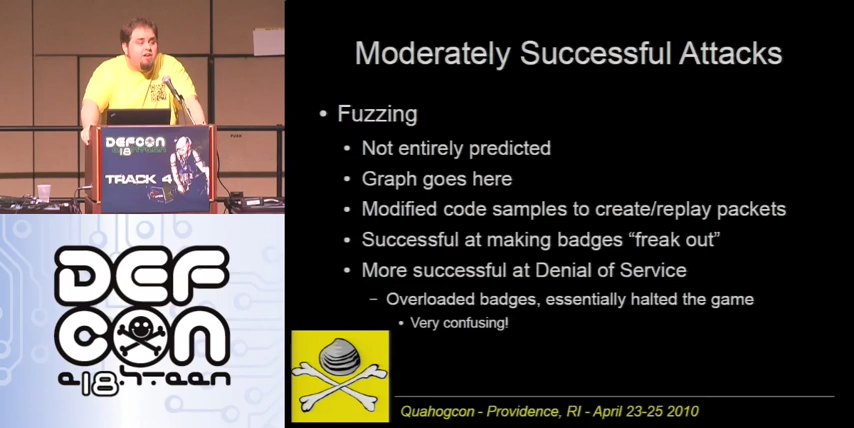 DEFCON
18
TRACK 4
DEF
CON
e18hteen
Moderately Successful Attacks
• Fuzzing
• Not entirely predicted
• Graph goes here
• Modified code samples to create/replay packets
• Successful at making badges “freak out”
• More successful at Denial of Service
– Overloaded badges, essentially halted the game
• Very confusing!
Quahogcon - Providence, RI - April 23-25 2010